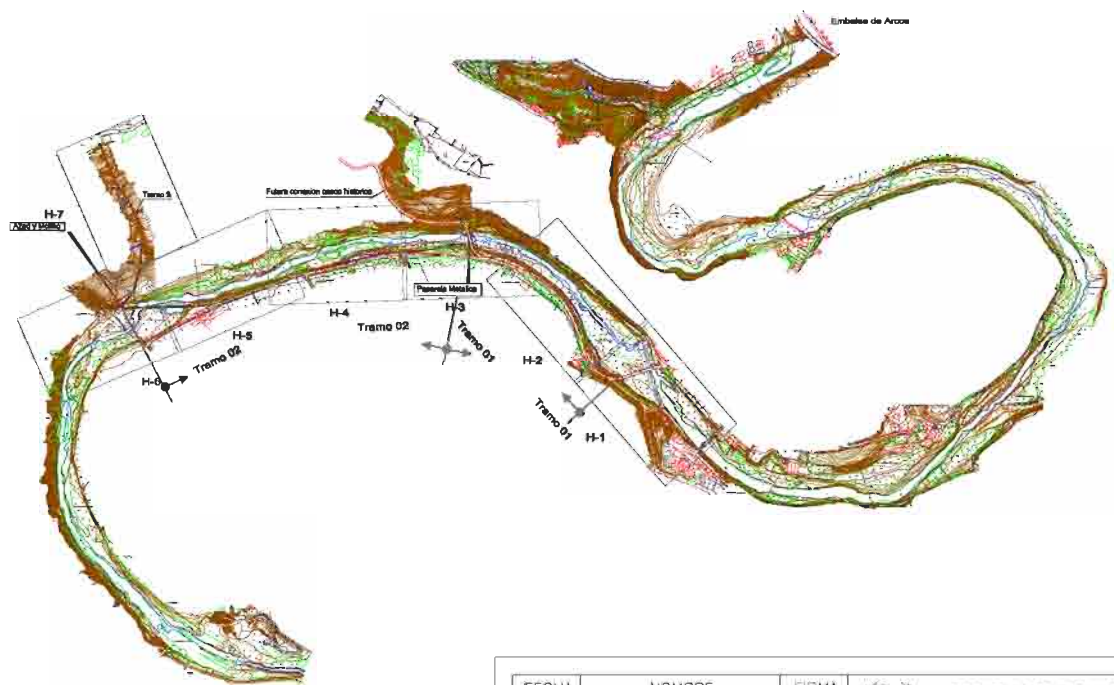 Embalse de Arcos
Tramo 3
Futura conexion casco historico
H-7
Azud y Molino
Pasarela Metalica
H-4
H-3
Tramo 02
Tramo 01
H-5
H-2
Tramo 02
H-6
Tramo 01
H-1
FECHA
NOMBRE
FIRMA